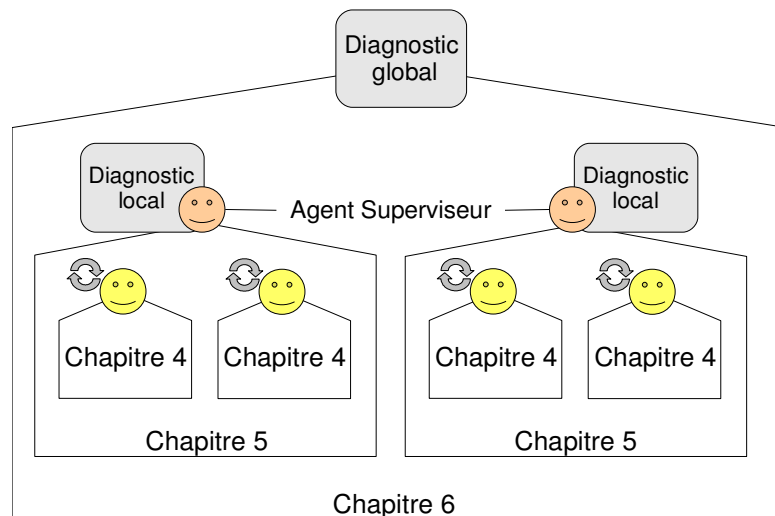 Diagnostic
global
Diagnostic
local
Agent Superviseur
Diagnostic
local
Chapitre 4
Chapitre 4
Chapitre 4
Chapitre 4
Chapitre 5
Chapitre 5
Chapitre 6